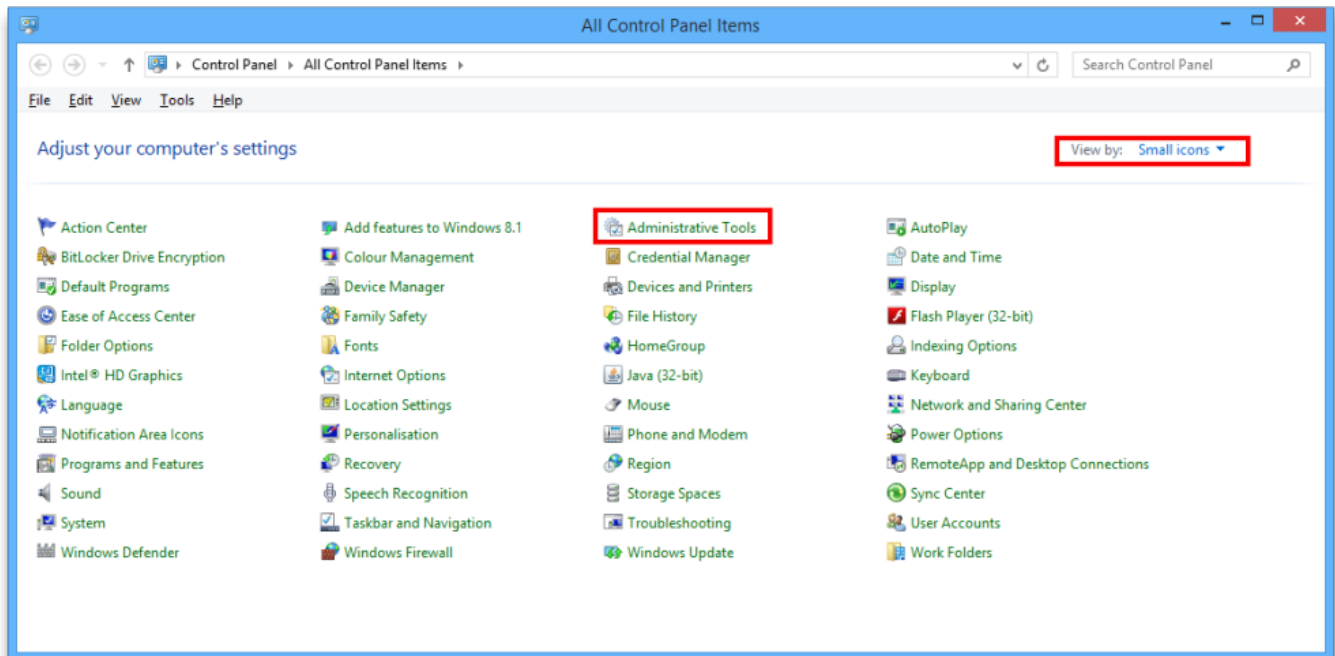 All Control Panel Items
Control Panel All Control Panel Items Search Control Panel
File Edit View Tools Help
Adjust your computer's settings View by: Small icons
Action Center Add features to Windows 8.1 Administrative Tools AutoPlay
BitLocker Drive Encryption Colour Management Credential Manager Date and Time
Default Programs Device Manager Devices and Printers Display
Ease of Access Center Family Safety File History Flash Player (32-bit)
Folder Options Fonts HomeGroup Indexing Options
Intel® HD Graphics Internet Options Java (32-bit) Keyboard
Language Location Settings Mouse Network and Sharing Center
Notification Area Icons Personalisation Phone and Modem Power Options
Programs and Features Recovery Region RemoteApp and Desktop Connections
Sound Speech Recognition Storage Spaces Sync Center
System Taskbar and Navigation Troubleshooting User Accounts
Windows Defender Windows Firewall Windows Update Work Folders